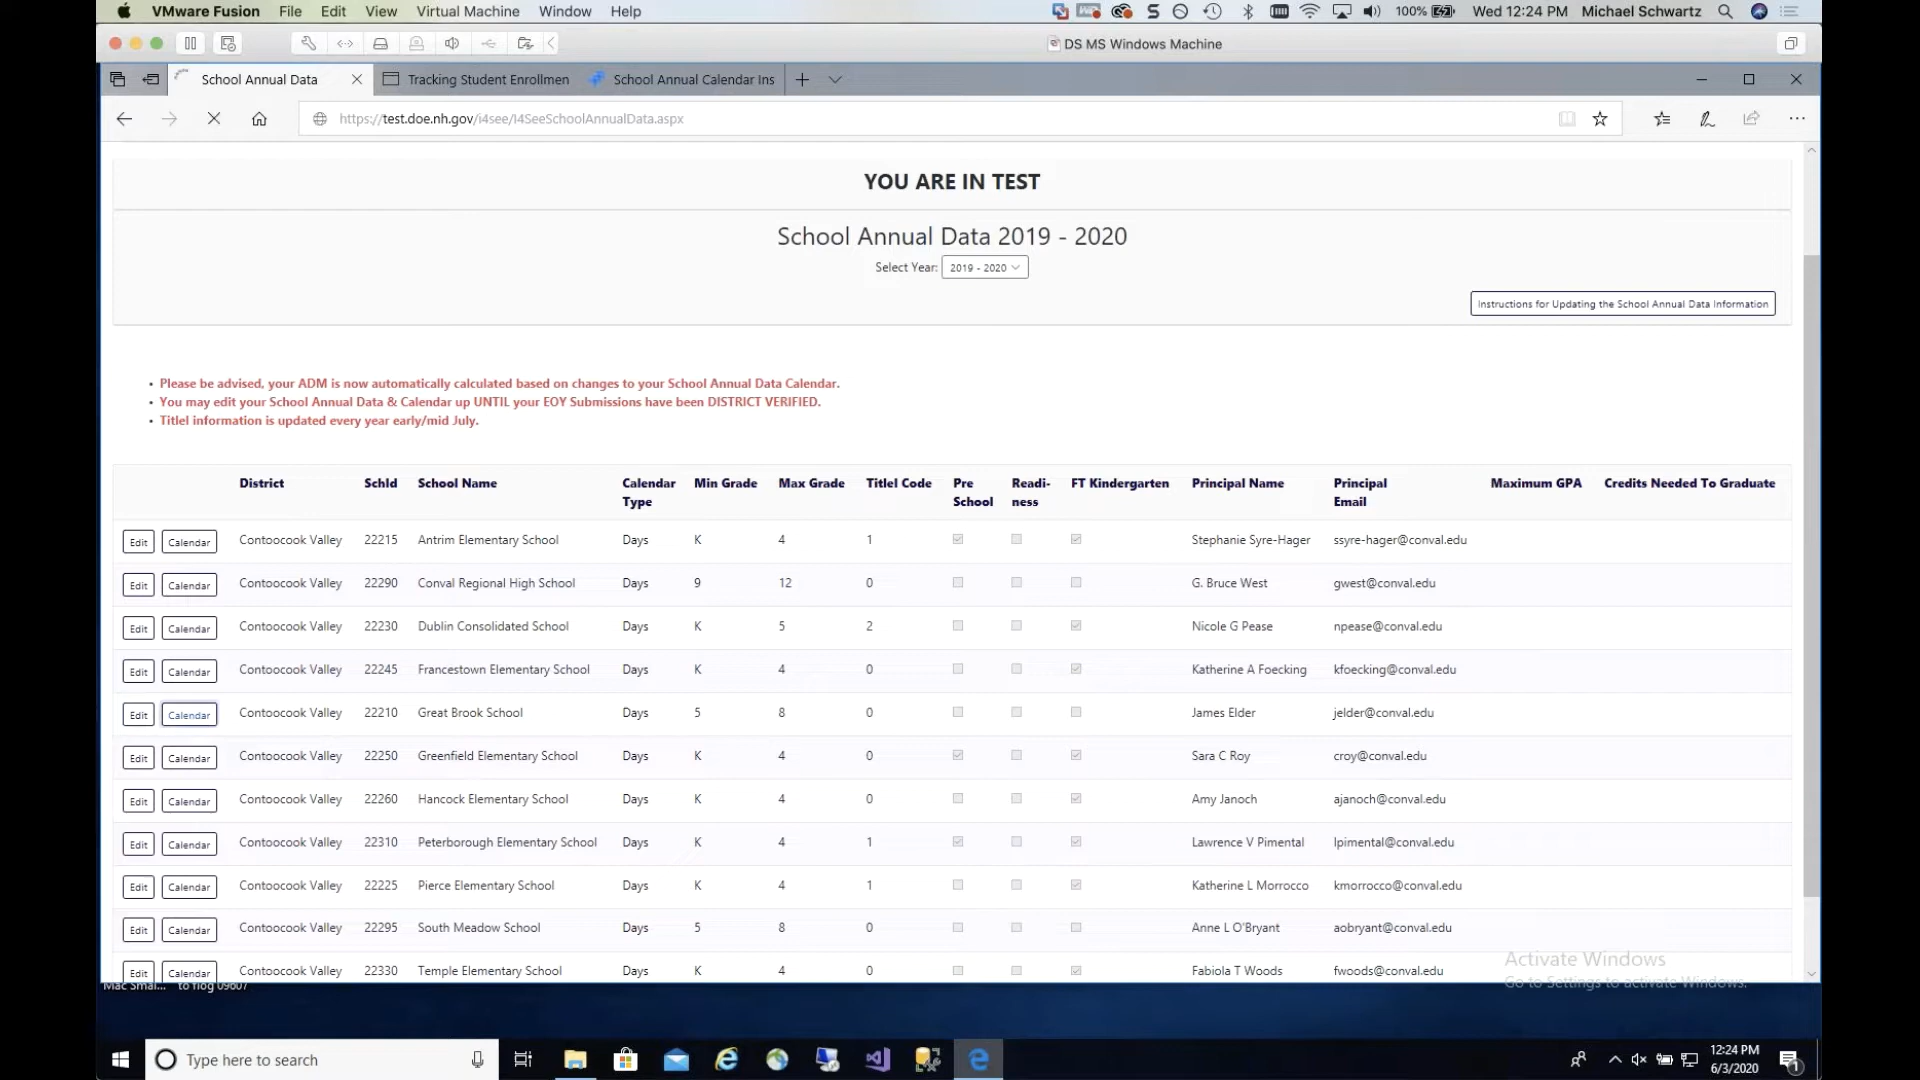 VMware Fusion File Edit View Virtual Machine Window Help 100% Wed 12:24 PM Michael Schwartz
DS MS Windows Machine
School Annual Data Tracking Student Enrollmen School Annual Calendar Ins
https://test.doe.nh.gov/i4see/I4SeeSchoolAnnualData.aspx
YOU ARE IN TEST
School Annual Data 2019 - 2020
Select Year: 2019 - 2020
Instructions for Updating the School Annual Data Information
• Please be advised, your ADM is now automatically calculated based on changes to your School Annual Data Calendar.
• You may edit your School Annual Data & Calendar up UNTIL your EOY Submissions have been DISTRICT VERIFIED.
• TitleI information is updated every year early/mid July.
District SchId School Name Calendar Type Min Grade Max Grade TitleI Code Pre School Readi-ness FT Kindergarten Principal Name Principal Email Maximum GPA Credits Needed To Graduate
Edit Calendar Contoocook Valley 22215 Antrim Elementary School Days K 4 1 Stephanie Syre-Hager ssyre-hager@conval.edu
Edit Calendar Contoocook Valley 22290 Conval Regional High School Days 9 12 0 G. Bruce West gwest@conval.edu
Edit Calendar Contoocook Valley 22230 Dublin Consolidated School Days K 5 2 Nicole G Pease npease@conval.edu
Edit Calendar Contoocook Valley 22245 Francestown Elementary School Days K 4 0 Katherine A Foecking kfoecking@conval.edu
Edit Calendar Contoocook Valley 22210 Great Brook School Days 5 8 0 James Elder jelder@conval.edu
Edit Calendar Contoocook Valley 22250 Greenfield Elementary School Days K 4 0 Sara C Roy croy@conval.edu
Edit Calendar Contoocook Valley 22260 Hancock Elementary School Days K 4 0 Amy Janoch ajanoch@conval.edu
Edit Calendar Contoocook Valley 22310 Peterborough Elementary School Days K 4 1 Lawrence V Pimental lpimental@conval.edu
Edit Calendar Contoocook Valley 22225 Pierce Elementary School Days K 4 1 Katherine L Morrocco kmorrocco@conval.edu
Edit Calendar Contoocook Valley 22295 South Meadow School Days 5 8 0 Anne L O'Bryant aobryant@conval.edu
Edit Calendar Contoocook Valley 22330 Temple Elementary School Days K 4 0 Fabiola T Woods fwoods@conval.edu
Activate Windows
Go to Settings to activate Windows.
Type here to search
12:24 PM
6/3/2020
1